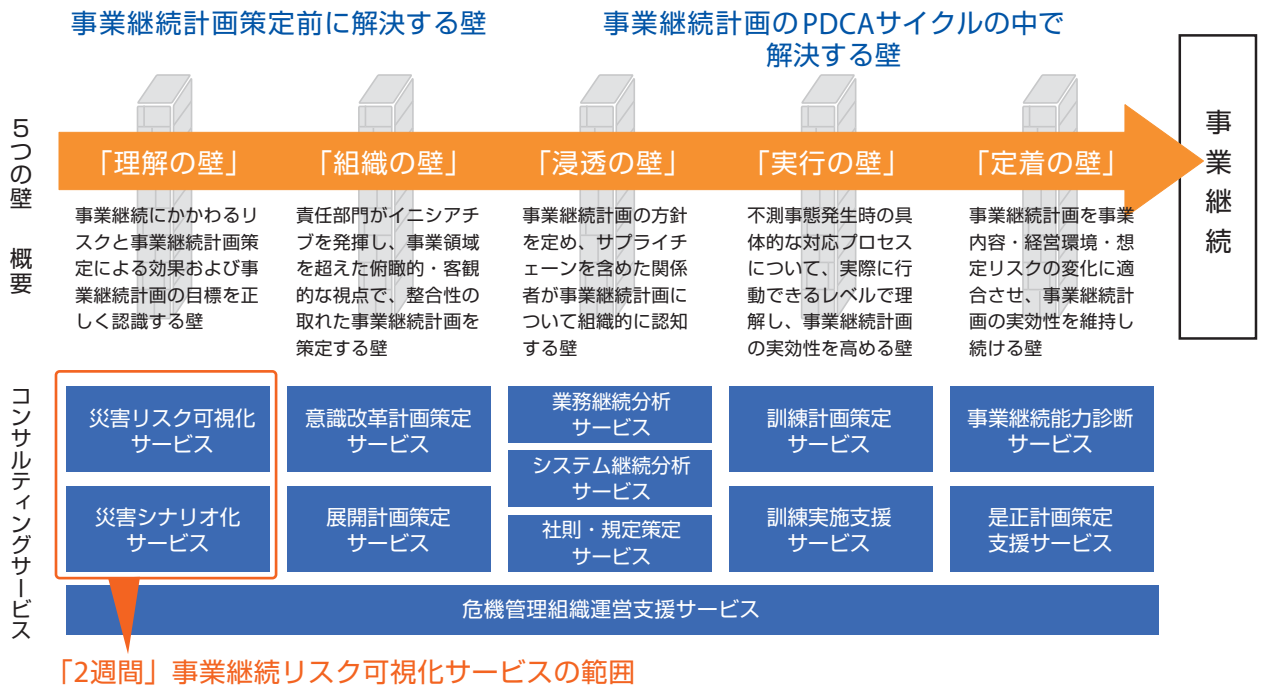 事業継続計画策定前に解決する壁
事業継続計画のPDCAサイクルの中で
解決する壁
5つの壁 概要
「理解の壁」
「組織の壁」
「浸透の壁」
「実行の壁」
「定着の壁」
事業継続
事業継続にかかわるリ
スクと事業継続計画策
定による効果および事
業継続計画の目標を正
しく認識する壁
責任部門がイニシアチ
ブを発揮し、事業領域
を超えた俯瞰的・客観
的な視点で、整合性の
取れた事業継続計画を
策定する壁
事業継続計画の方針
を定め、サプライチ
ェーンを含めた関係
者が事業継続計画に
ついて組織的に認知
する壁
不測事態発生時の具
体的な対応プロセス
について、実際に行
動できるレベルで理
解し、事業継続計画
の実効性を高める壁
事業継続計画を事業
内容・経営環境・想
定リスクの変化に適
合させ、事業継続計
画の実効性を維持し
続ける壁
コンサルティングサービス
災害リスク可視化
サービス
災害シナリオ化
サービス
意識改革計画策定
サービス
展開計画策定
サービス
業務継続分析
サービス
システム継続分析
サービス
社則・規定策定
サービス
訓練計画策定
サービス
訓練実施支援
サービス
事業継続能力診断
サービス
是正計画策定
支援サービス
危機管理組織運営支援サービス
「2週間」事業継続リスク可視化サービスの範囲